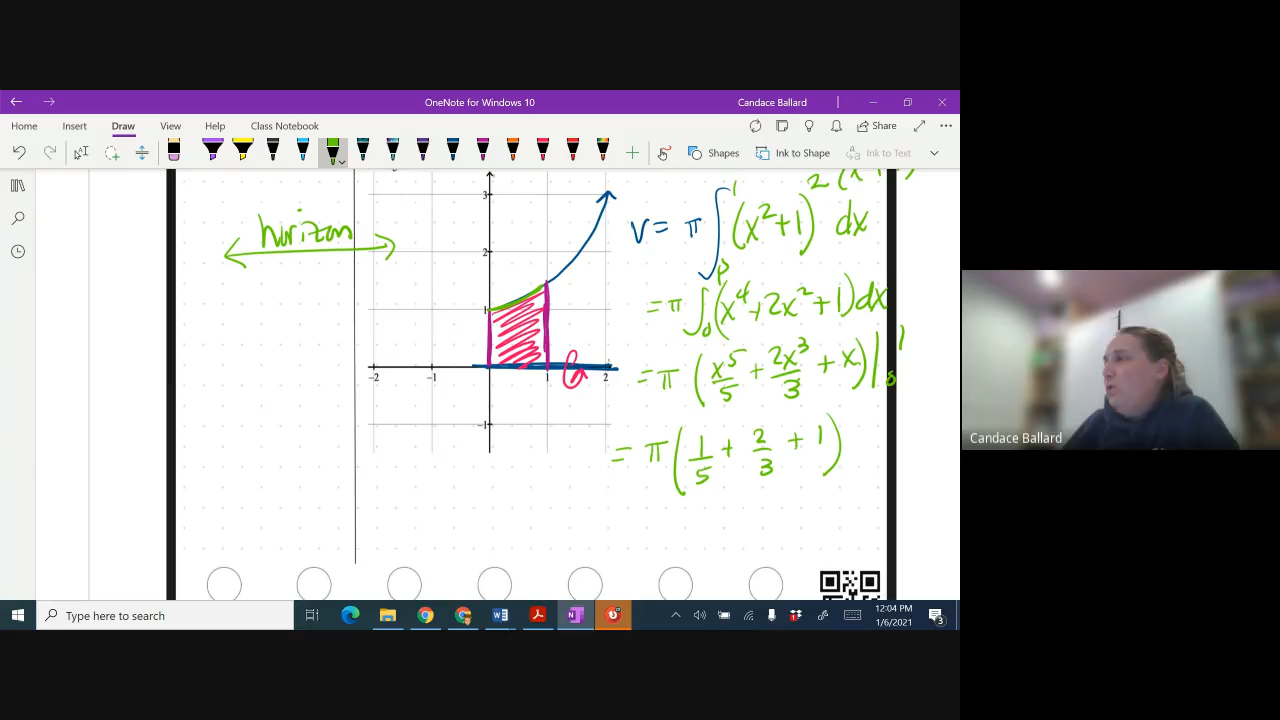 OneNote for Windows 10
Candace Ballard
Home Insert Draw View Help Class Notebook
Share
Shapes Ink to Shape Ink to Text
3
2
1
-1
-2 -1 1 2
horizon
V = π ∫ (x²+1)² dx
= π ∫₀¹ (x⁴ + 2x² + 1)dx
= π (x⁵/5 + 2x³/3 + x)|₀¹
= π (1/5 + 2/3 + 1)
Candace Ballard
Type here to search
12:04 PM
1/6/2021
3